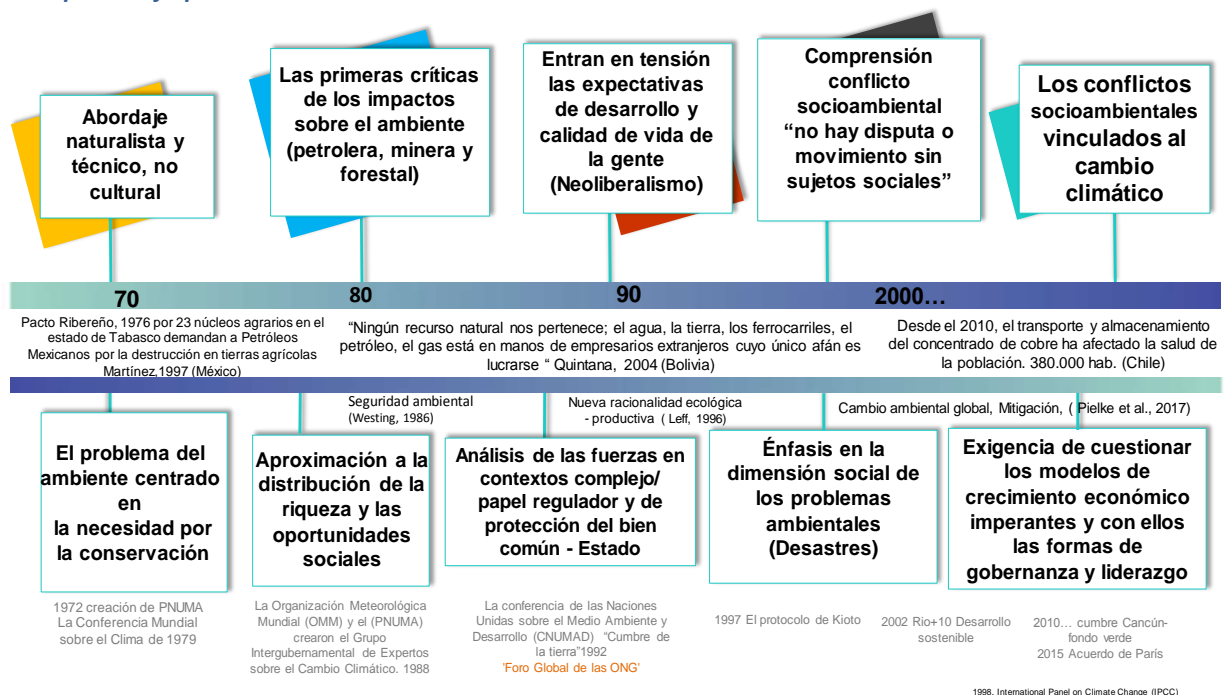 Abordaje
naturalista y
técnico, no
cultural
Las primeras críticas
de los impactos
sobre el ambiente
(petrolera, minera y
forestal)
Entran en tensión
las expectativas
de desarrollo y
calidad de vida de
la gente
(Neoliberalismo)
Comprensión
conflicto
socioambiental
“no hay disputa o
movimiento sin
sujetos sociales”
Los conflictos
socioambientales
vinculados al
cambio
climático
70
80
90
2000…
Pacto Ribereño, 1976 por 23 núcleos agrarios en el
estado de Tabasco demandan a Petróleos
Mexicanos por la destrucción en tierras agrícolas
Martínez,1997 (México)
“Ningún recurso natural nos pertenece; el agua, la tierra, los ferrocarriles, el
petróleo, el gas está en manos de empresarios extranjeros cuyo único afán es
lucrarse “ Quintana, 2004 (Bolivia)
Desde el 2010, el transporte y almacenamiento
del concentrado de cobre ha afectado la salud de
la población. 380.000 hab. (Chile)
Seguridad ambiental
(Westing, 1986)
Nueva racionalidad ecológica
- productiva ( Leff, 1996)
Cambio ambiental global, Mitigación, ( Pielke et al., 2017)
El problema del
ambiente centrado
en
la necesidad por
la conservación
Aproximación a la
distribución de la
riqueza y las
oportunidades
sociales
Análisis de las fuerzas en
contextos complejo/
papel regulador y de
protección del bien
común - Estado
Énfasis en la
dimensión social de
los problemas
ambientales
(Desastres)
Exigencia de cuestionar
los modelos de
crecimiento económico
imperantes y con ellos
las formas de
gobernanza y liderazgo
1972 creación de PNUMA
La Conferencia Mundial
sobre el Clima de 1979
La Organización Meteorológica
Mundial (OMM) y el (PNUMA)
crearon el Grupo
Intergubernamental de Expertos
sobre el Cambio Climático. 1988
La conferencia de las Naciones
Unidas sobre el Medio Ambiente y
Desarrollo (CNUMAD) “Cumbre de
la tierra”1992
'Foro Global de las ONG'
1997 El protocolo de Kioto
2002 Rio+10 Desarrollo
sostenible
2010… cumbre Cancún-
fondo verde
2015 Acuerdo de París
1998. International Panel on Climate Change (IPCC)